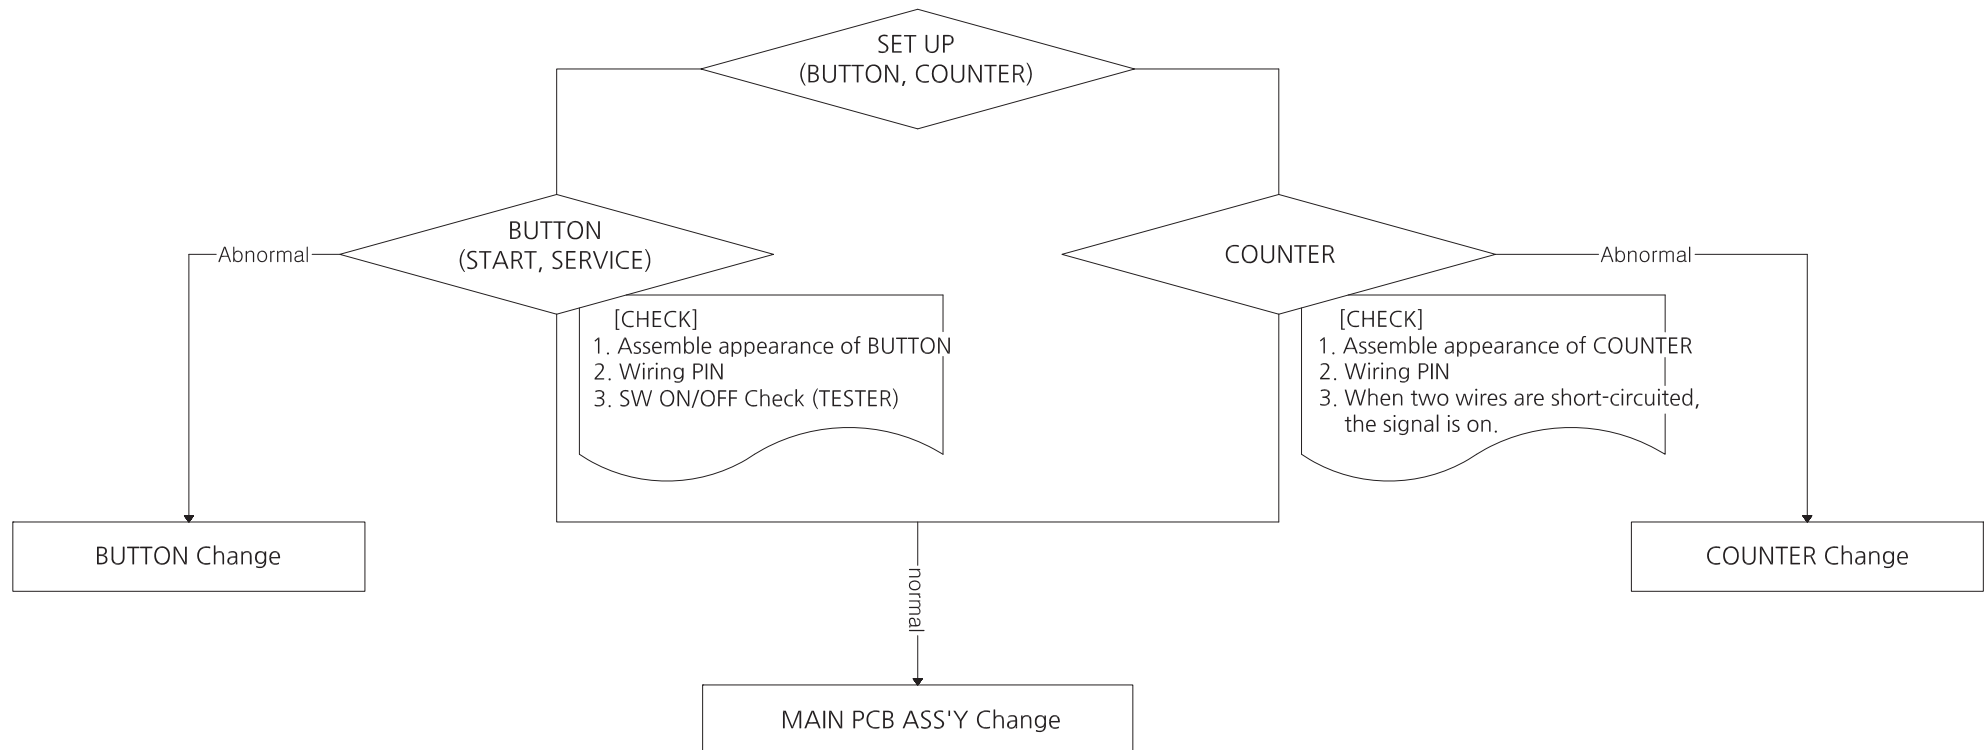 SET UP
(BUTTON, COUNTER)
BUTTON
(START, SERVICE)
COUNTER
Abnormal
Abnormal
[CHECK]
1. Assemble appearance of BUTTON
2. Wiring PIN
3. SW ON/OFF Check (TESTER)
[CHECK]
1. Assemble appearance of COUNTER
2. Wiring PIN
3. When two wires are short-circuited,
the signal is on.
BUTTON Change
COUNTER Change
normal
MAIN PCB ASS'Y Change